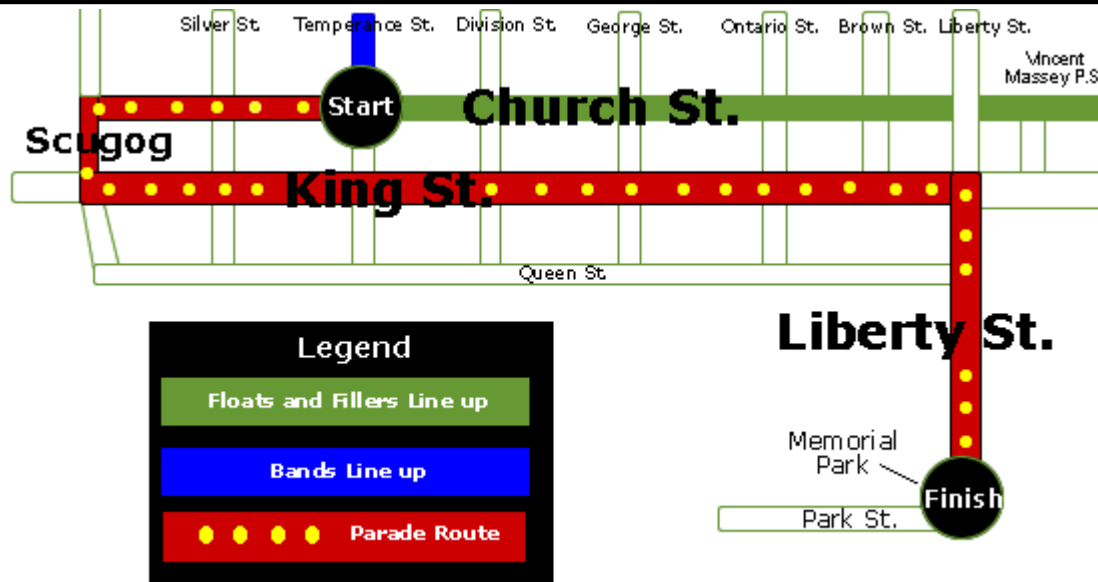 Silver St. Temperance St. Division St. George St. Ontario St. Brown St. Liberty St.
Vincent
Massey P.S
Start
Church St.
Scugog
King St.
Queen St.
Liberty St.
Legend
Floats and Fillers Line up
Bands Line up
Parade Route
Memorial
Park
Finish
Park St.